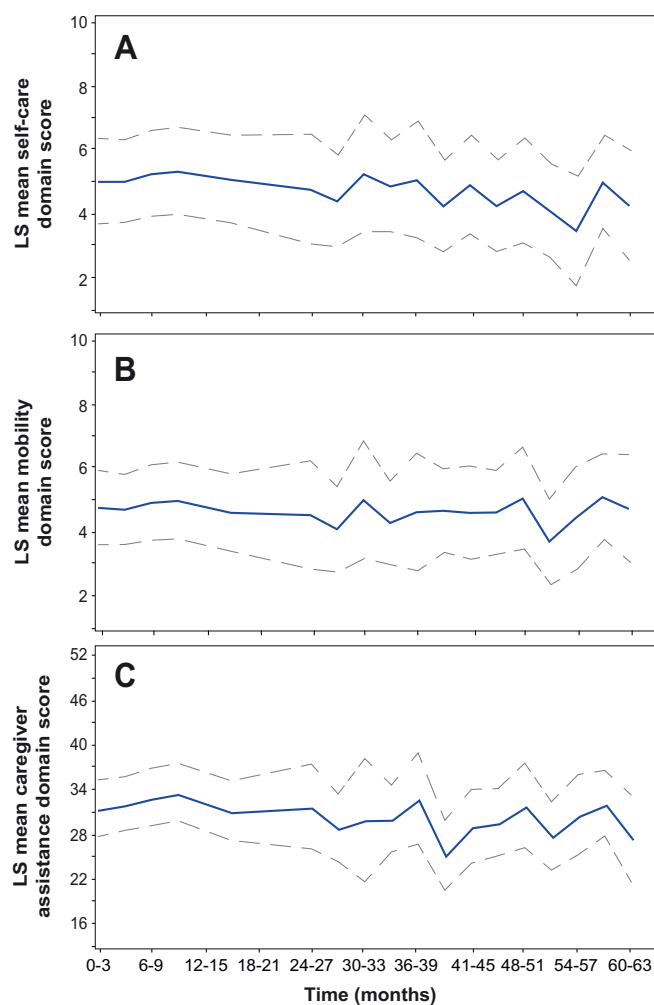 A
LS mean self-care
domain score
10
8
6
4
2
B
LS mean mobility
domain score
10
8
6
4
2
C
LS mean caregiver
assistance domain score
52
46
40
34
28
22
16
0-3 6-9 12-15 18-21 24-27 30-33 36-39 41-45 48-51 54-57 60-63
Time (months)